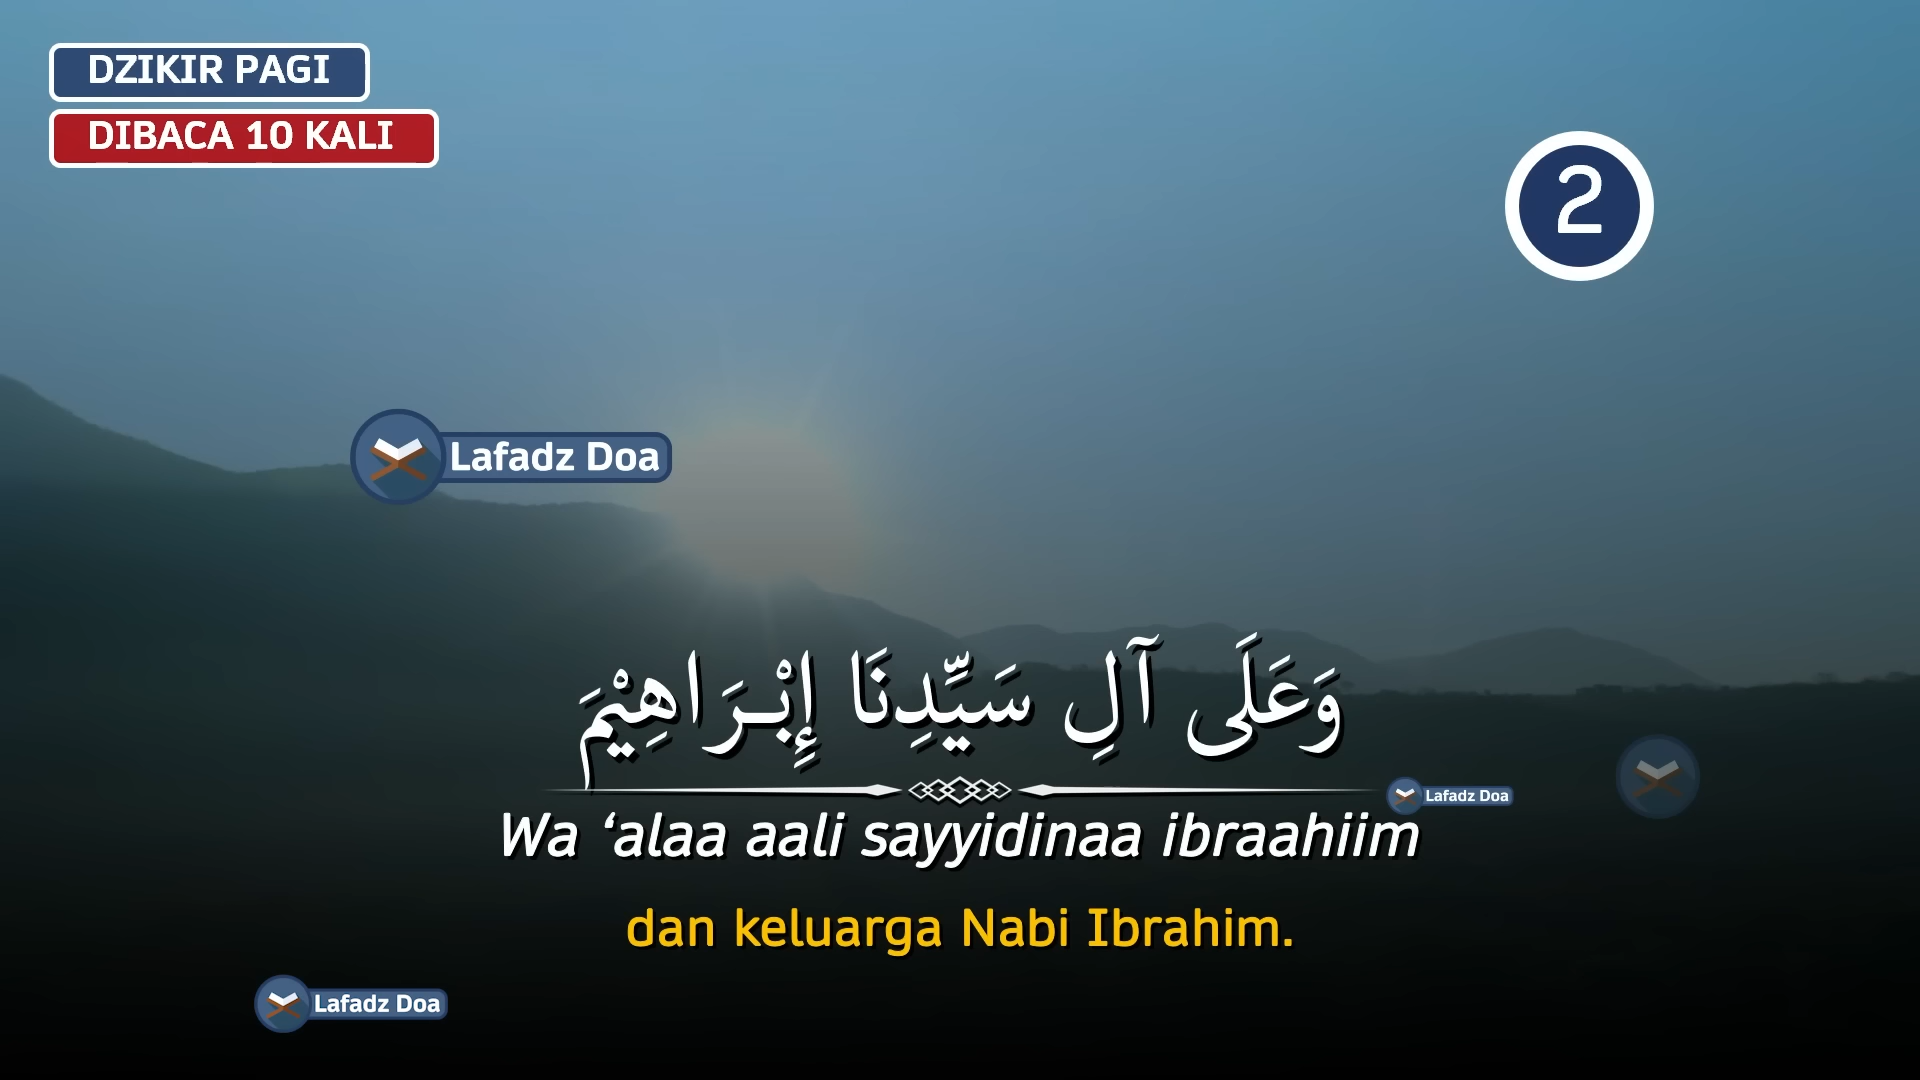 DZIKIR PAGI
DIBACA 10 KALI
2
Lafadz Doa
وَعَلَى آلِ سَيِّدِنَا إِبْـرَاهِيْمَ
Lafadz Doa
Wa ‘alaa aali sayyidinaa ibraahiim
dan keluarga Nabi Ibrahim.
Lafadz Doa